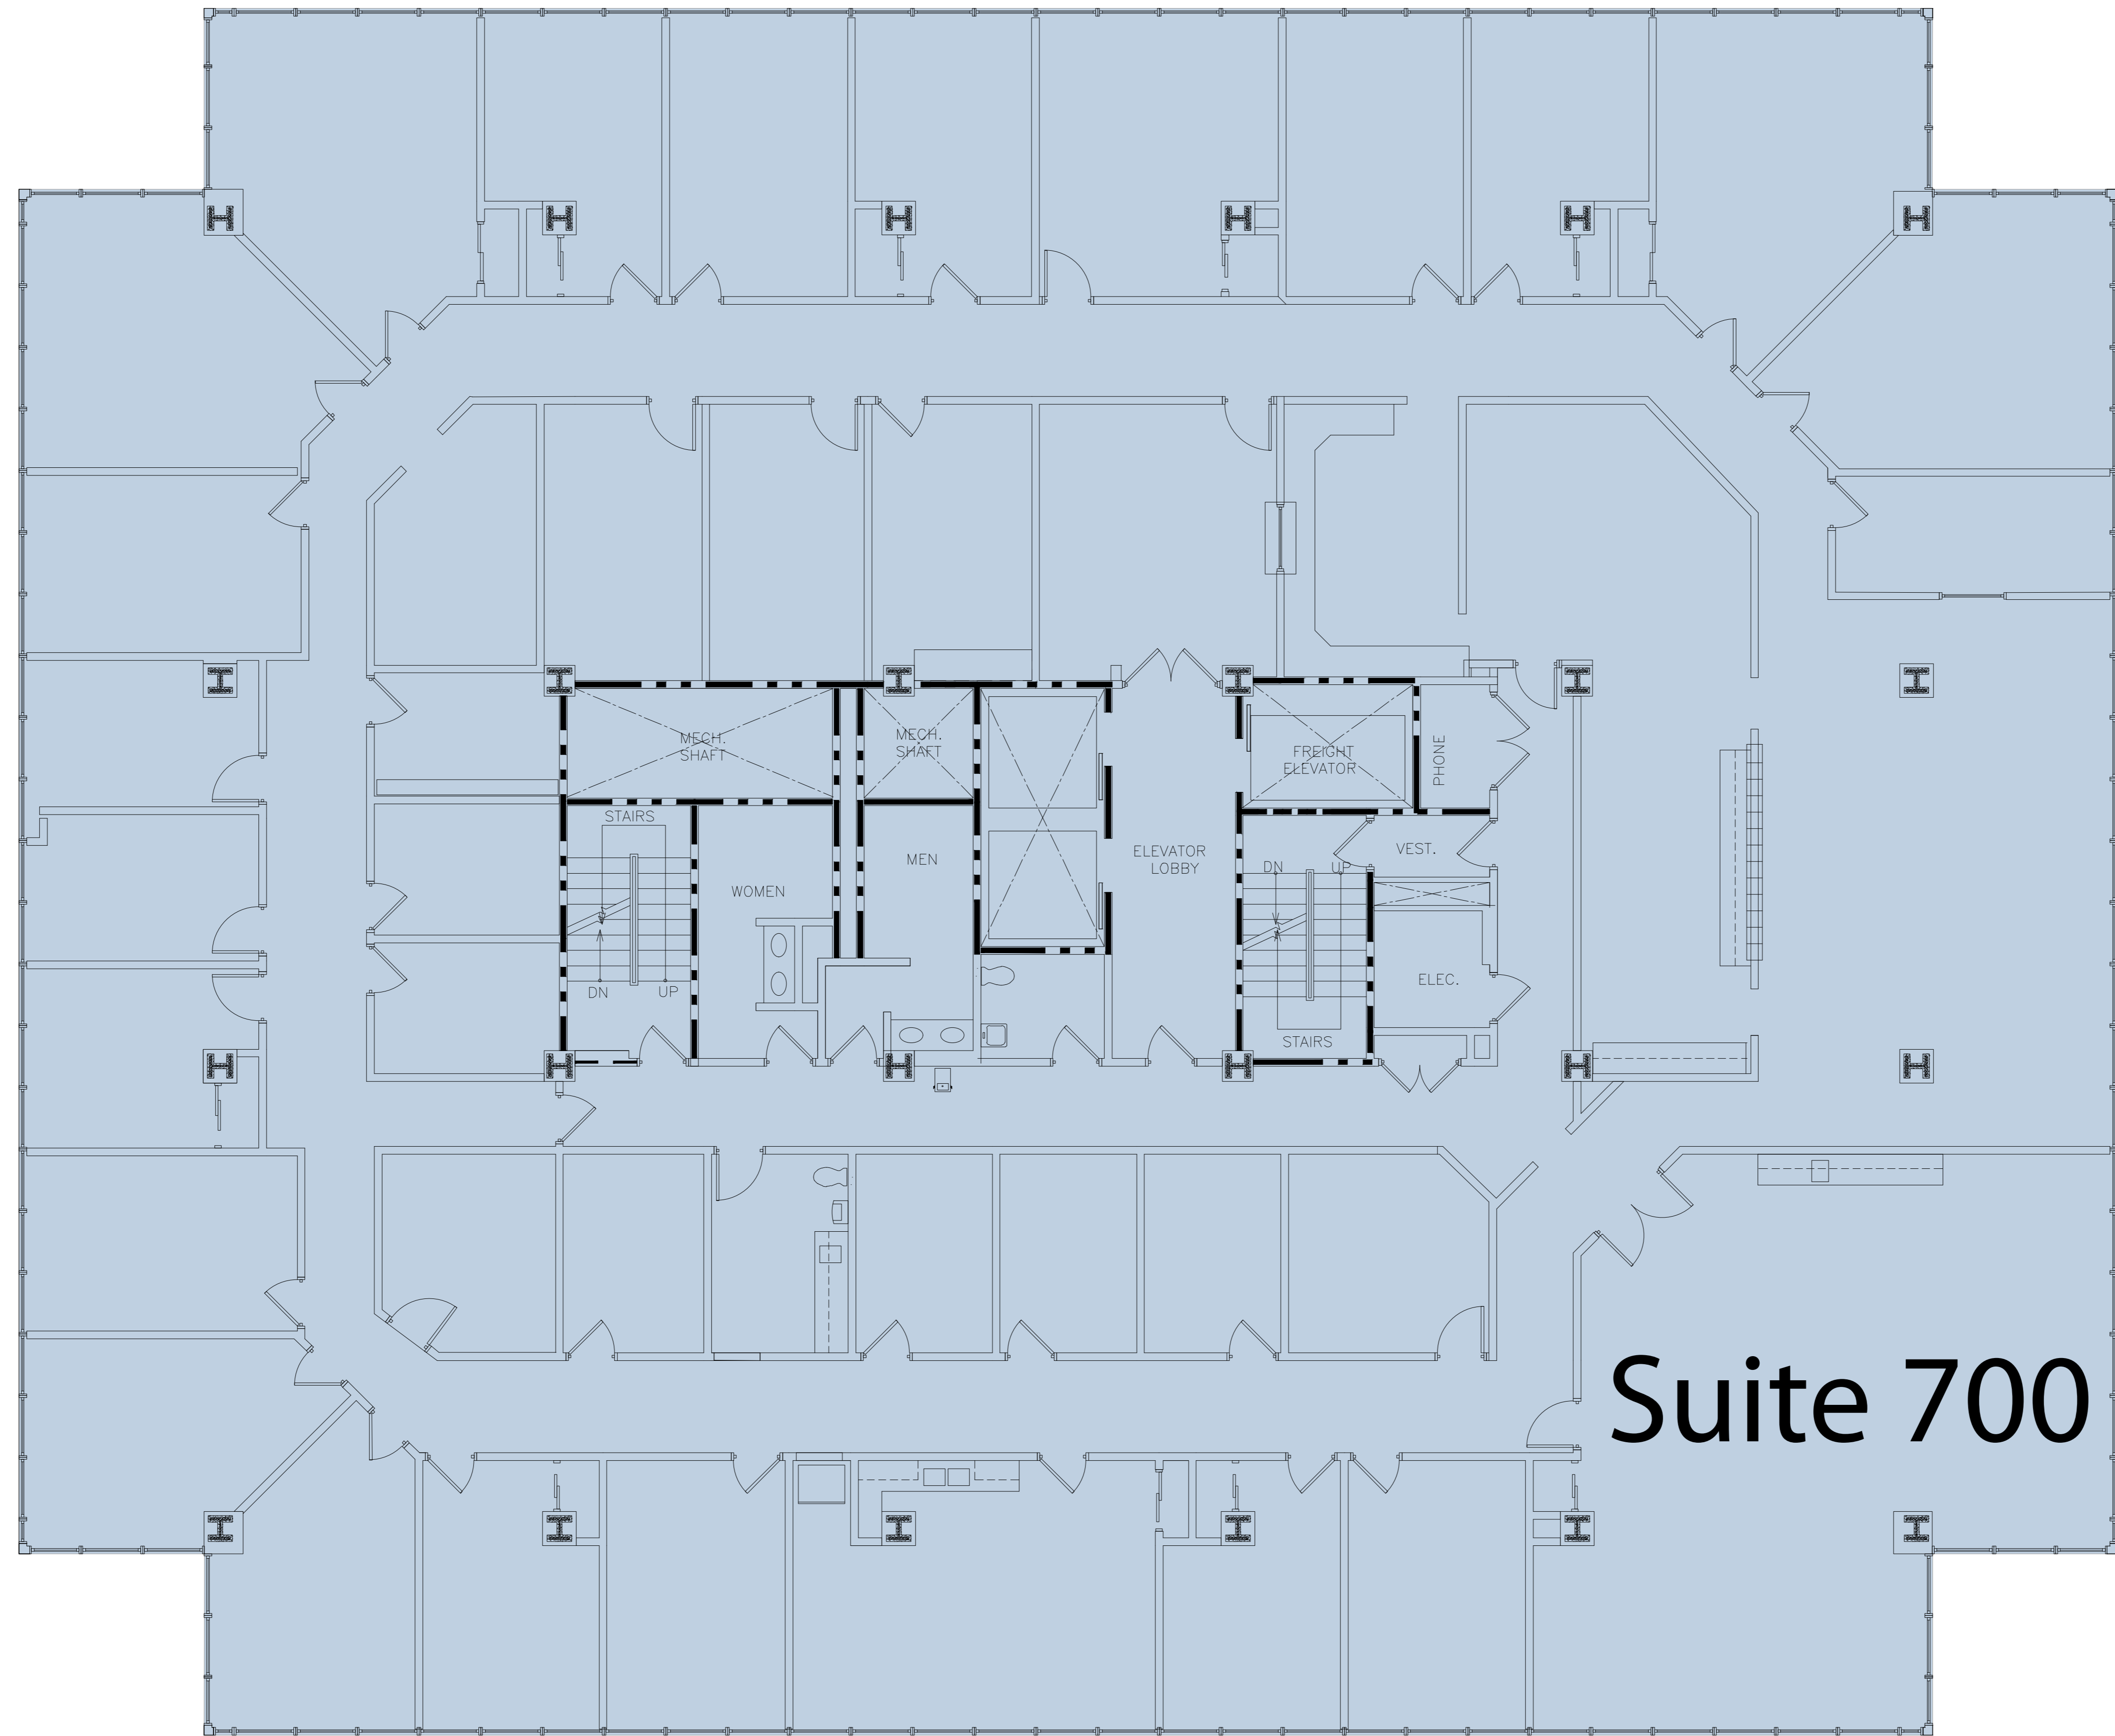 MECH.
SHAFT
MECH.
SHAFT
FREIGHT
ELEVATOR
PHONE
STAIRS
WOMEN
MEN
ELEVATOR
LOBBY
VEST.
DN
UP
DN
UP
ELEC.
STAIRS
Suite 700